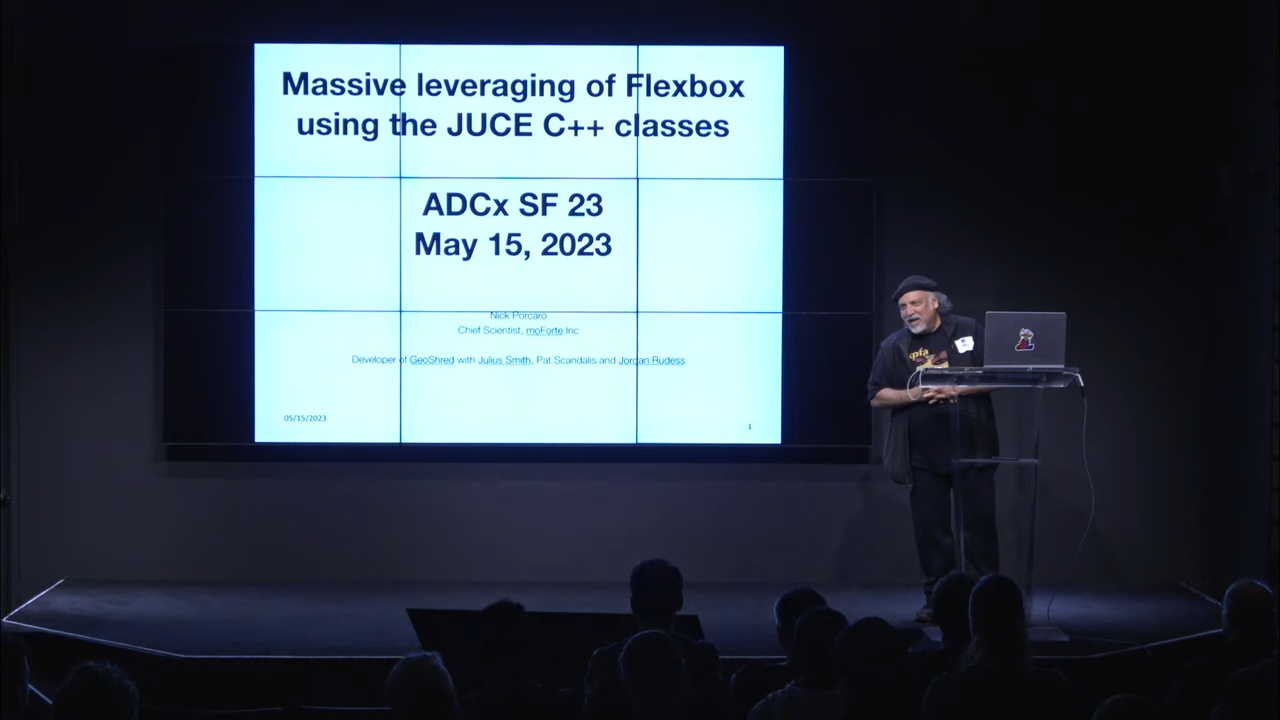 Massive leveraging of Flexbox
using the JUCE C++ classes
ADCx SF 23
May 15, 2023
Nick Porcaro
Chief Scientist, moForte Inc
Developer of GeoShred with Julius Smith, Pat Scandalis and Jordan Rudess
05/15/2023
1